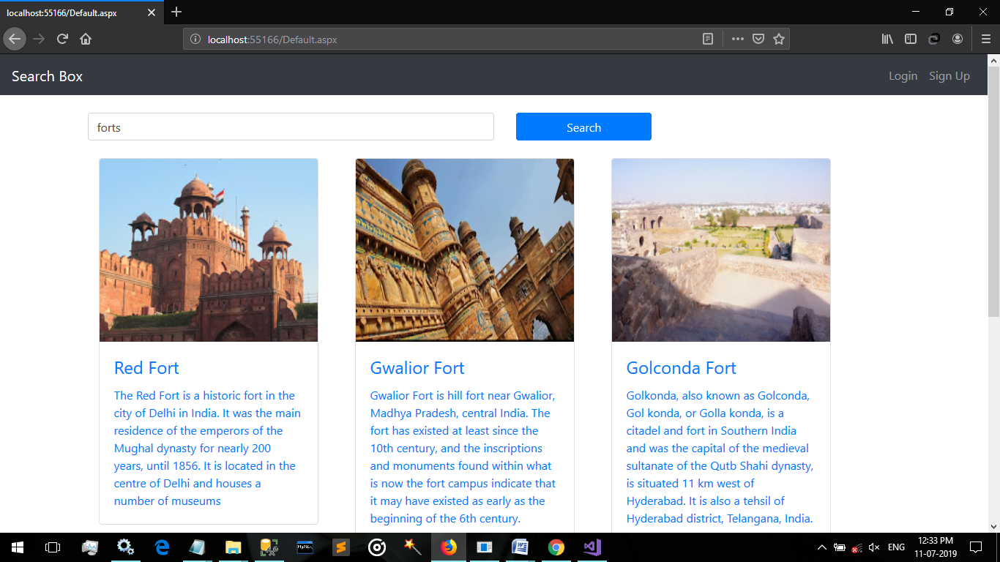 localhost:55166/Default.aspx
localhost:55166/Default.aspx
Search Box
Login Sign Up
forts
Search
Red Fort
The Red Fort is a historic fort in the
city of Delhi in India. It was the main
residence of the emperors of the
Mughal dynasty for nearly 200
years, until 1856. It is located in the
centre of Delhi and houses a
number of museums
Gwalior Fort
Gwalior Fort is hill fort near Gwalior,
Madhya Pradesh, central India. The
fort has existed at least since the
10th century, and the inscriptions
and monuments found within what
is now the fort campus indicate that
it may have existed as early as the
beginning of the 6th century.
Golconda Fort
Golkonda, also known as Golconda,
Gol konda, or Golla konda, is a
citadel and fort in Southern India
and was the capital of the medieval
sultanate of the Qutb Shahi dynasty,
is situated 11 km west of
Hyderabad. It is also a tehsil of
Hyderabad district, Telangana, India.
MySQL
ENG
12:33 PM
11-07-2019